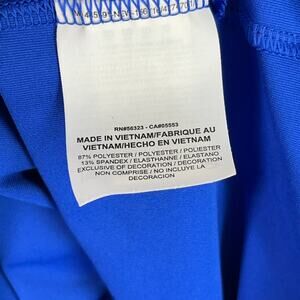 RN#56323 - CA#05553
MADE IN VIETNAM/FABRIQUE AU
VIETNAM/HECHO EN VIETNAM
87% POLYESTER / POLYESTER / POLIESTER
13% SPANDEX / ELASTHANNE / ELASTANO
EXCLUSIVE OF DECORATION / DECORATION
NON COMPRISE / NO INCLUYE LA
DECORACION